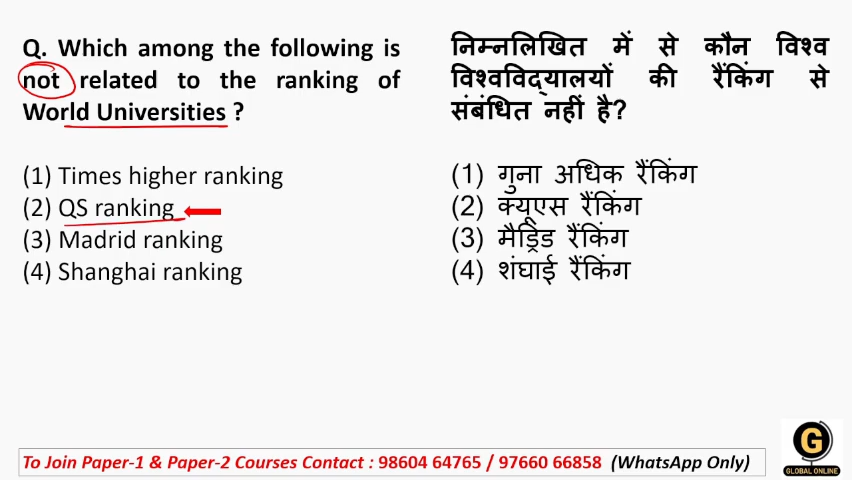 Q. Which among the following is
not related to the ranking of
World Universities ?
(1) Times higher ranking
(2) QS ranking
(3) Madrid ranking
(4) Shanghai ranking
निम्नलिखित में से कौन विश्व
विश्वविद्यालयों की रैंकिंग से
संबंधित नहीं है?
(1) गुना अधिक रैंकिंग
(2) क्यूएस रैंकिंग
(3) मैड्रिड रैंकिंग
(4) शंघाई रैंकिंग
G
GLOBAL ONLINE
To Join Paper-1 & Paper-2 Courses Contact : 98604 64765 / 97660 66858 (WhatsApp Only)